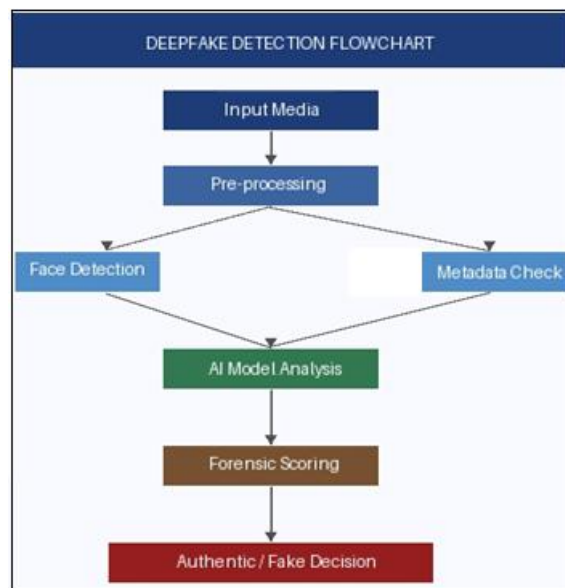 DEEPFAKE DETECTION FLOWCHART
Input Media
Pre-processing
Face Detection
Metadata Check
AI Model Analysis
Forensic Scoring
Authentic / Fake Decision